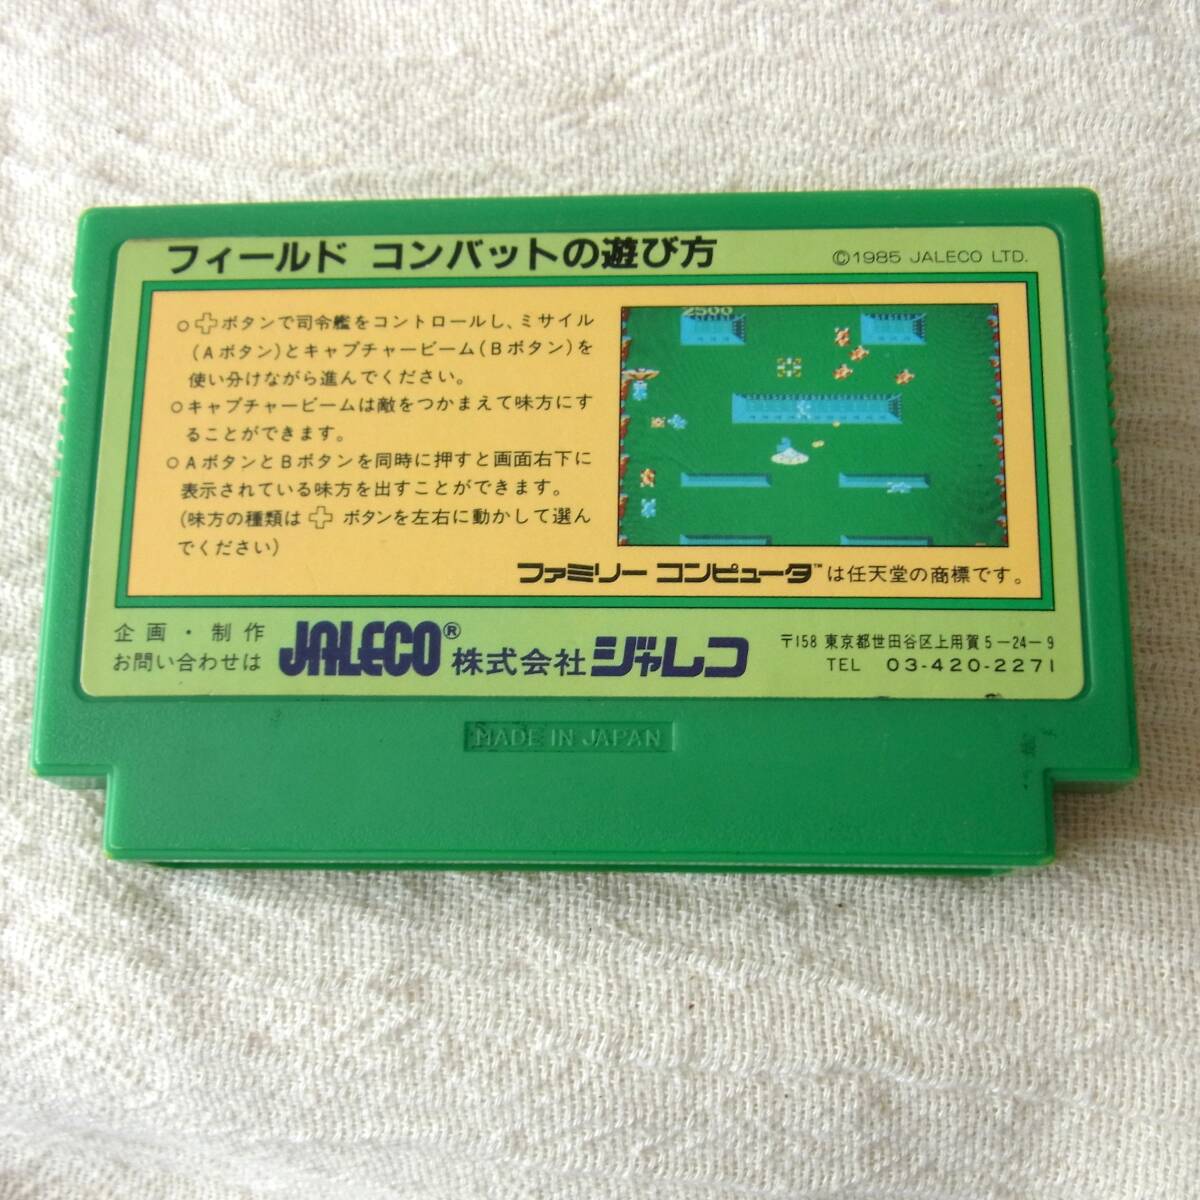 フィールド コンバットの遊び方
©1985 JALECO LTD.
○✚ボタンで司令艦をコントロールし、ミサイル
(Aボタン)とキャプチャービーム(Bボタン)を
使い分けながら進んでください。
○キャプチャービームは敵をつかまえて味方にす
ることができます。
○AボタンとBボタンを同時に押すと画面右下に
表示されている味方を出すことができます。
(味方の種類は✚ボタンを左右に動かして選ん
でください)
2500
ファミリー コンピュータ™は任天堂の商標です。
企画・制作
お問い合わせは
JALECO® 株式会社ジャレコ
〒158 東京都世田谷区上用賀5-24-9
TEL 03-420-2271
MADE IN JAPAN